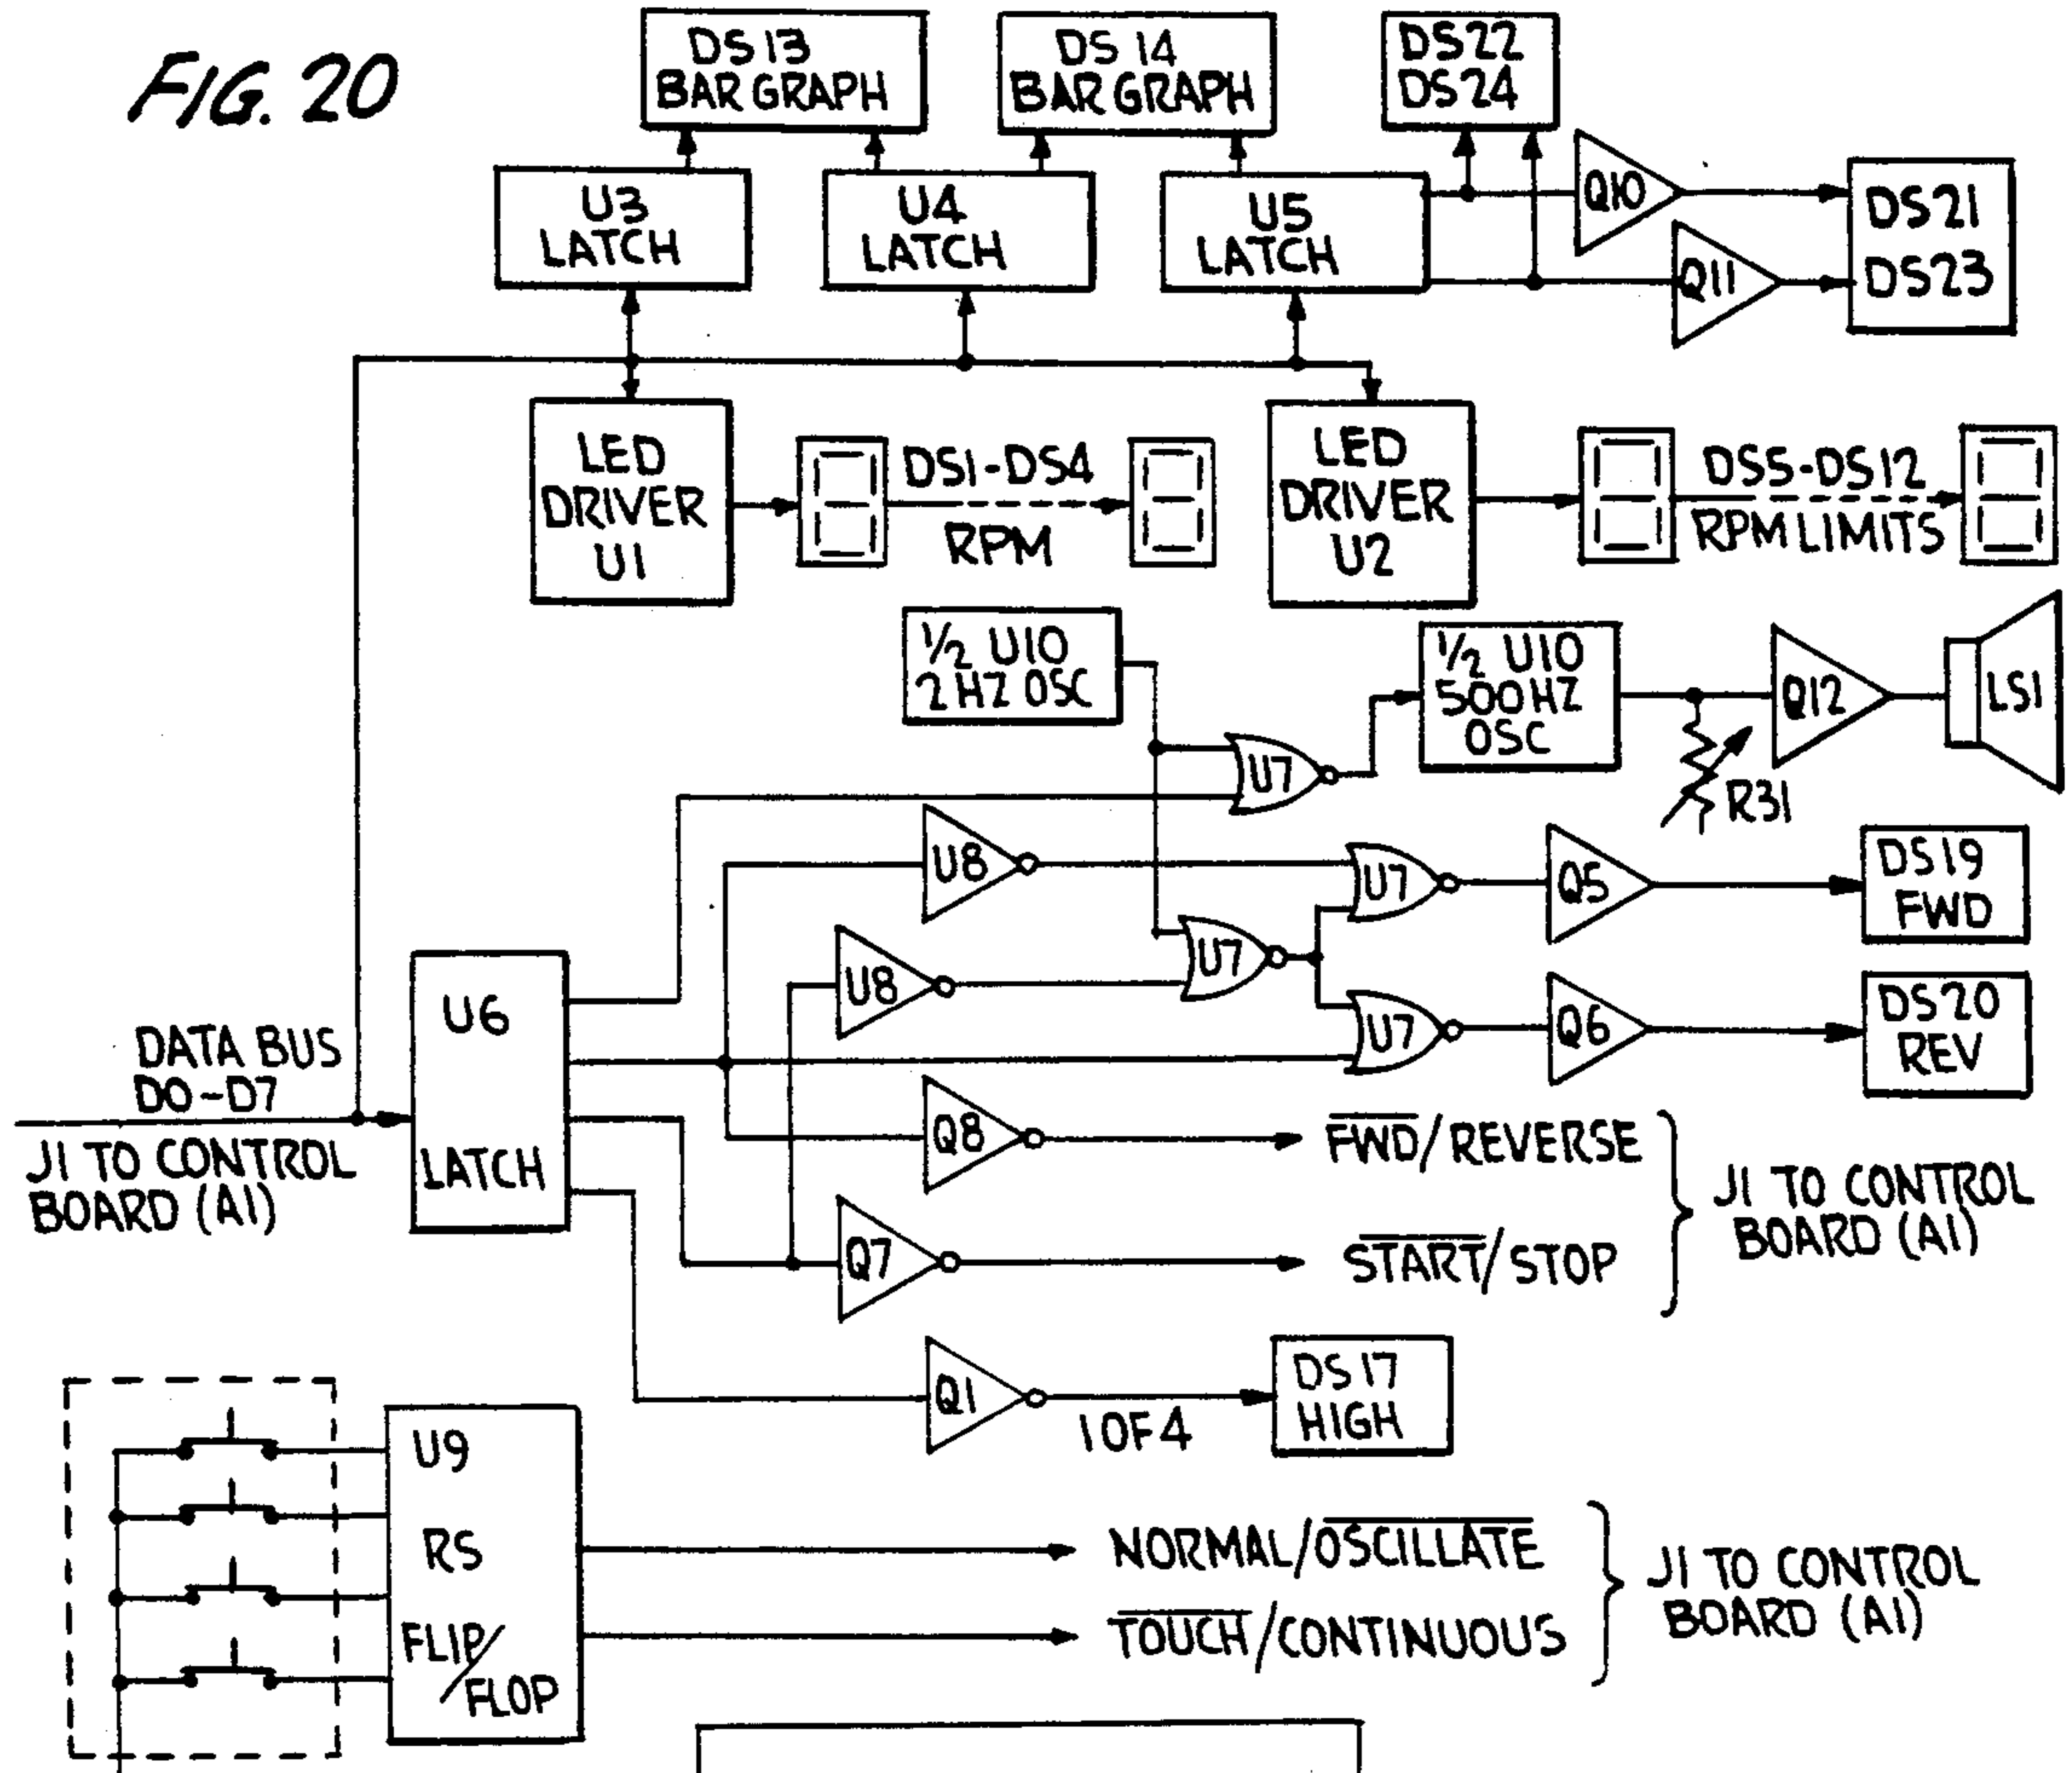 FIG. 20
DS 13
BAR GRAPH
DS 14
BAR GRAPH
DS22
DS24
U3
LATCH
U4
LATCH
U5
LATCH
Q10
Q11
DS21
DS23
LED
DRIVER
U1
DS1-DS4
RPM
LED
DRIVER
U2
DS5-DS12
RPM LIMITS
1/2 U10
2 HZ OSC
1/2 U10
500 HZ
OSC
Q12
LS1
R31
U7
U8
U7
Q5
DS19
FWD
U8
U7
U7
Q6
DS20
REV
U6
LATCH
DATA BUS
D0-D7
J1 TO CONTROL
BOARD (A1)
Q8
FWD/REVERSE
Q7
START/STOP
J1 TO CONTROL
BOARD (A1)
Q1
1 OF 4
DS17
HIGH
U9
RS
FLIP/
FLOP
NORMAL/OSCILLATE
TOUCH/CONTINUOUS
J1 TO CONTROL
BOARD (A1)